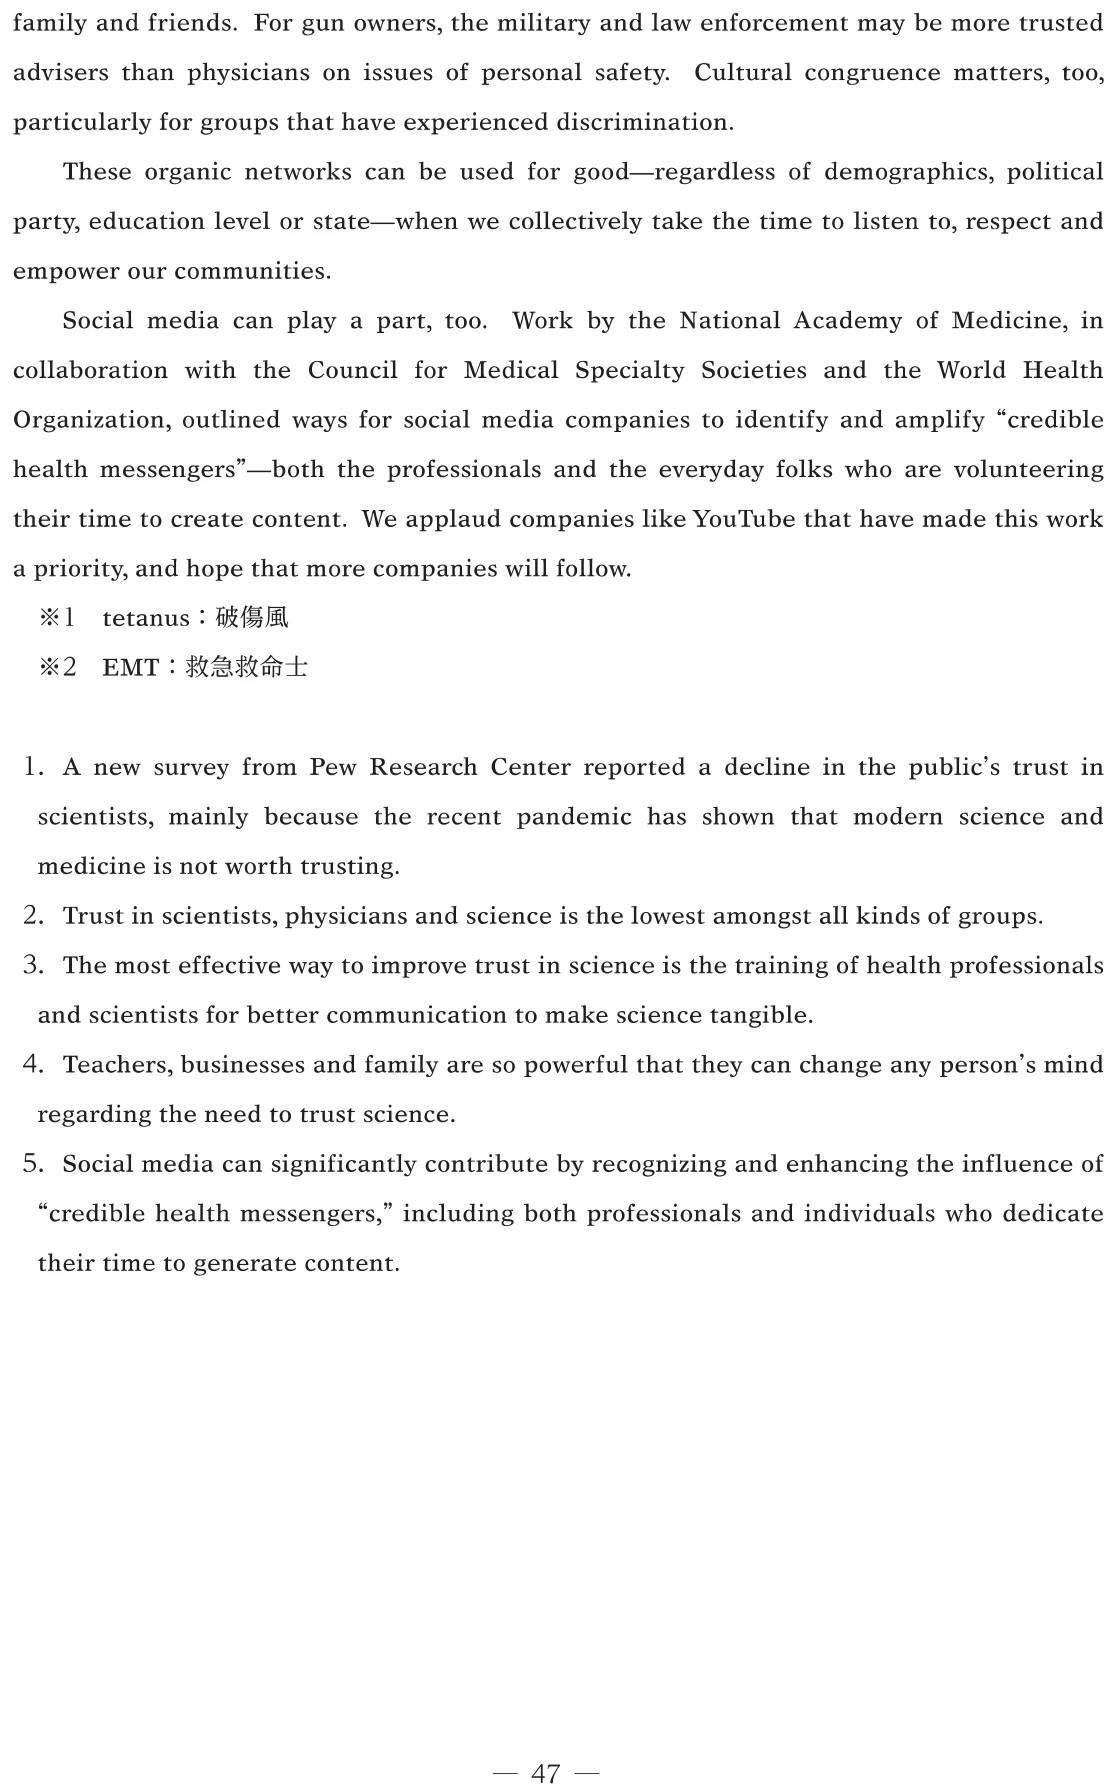 family and friends. For gun owners, the military and law enforcement may be more trusted
advisers than physicians on issues of personal safety. Cultural congruence matters, too,
particularly for groups that have experienced discrimination.
These organic networks can be used for good—regardless of demographics, political
party, education level or state—when we collectively take the time to listen to, respect and
empower our communities.
Social media can play a part, too. Work by the National Academy of Medicine, in
collaboration with the Council for Medical Specialty Societies and the World Health
Organization, outlined ways for social media companies to identify and amplify “credible
health messengers”—both the professionals and the everyday folks who are volunteering
their time to create content. We applaud companies like YouTube that have made this work
a priority, and hope that more companies will follow.
※1 tetanus：破傷風
※2 EMT：救急救命士
1. A new survey from Pew Research Center reported a decline in the public’s trust in
scientists, mainly because the recent pandemic has shown that modern science and
medicine is not worth trusting.
2. Trust in scientists, physicians and science is the lowest amongst all kinds of groups.
3. The most effective way to improve trust in science is the training of health professionals
and scientists for better communication to make science tangible.
4. Teachers, businesses and family are so powerful that they can change any person’s mind
regarding the need to trust science.
5. Social media can significantly contribute by recognizing and enhancing the influence of
“credible health messengers,” including both professionals and individuals who dedicate
their time to generate content.
— 47 —